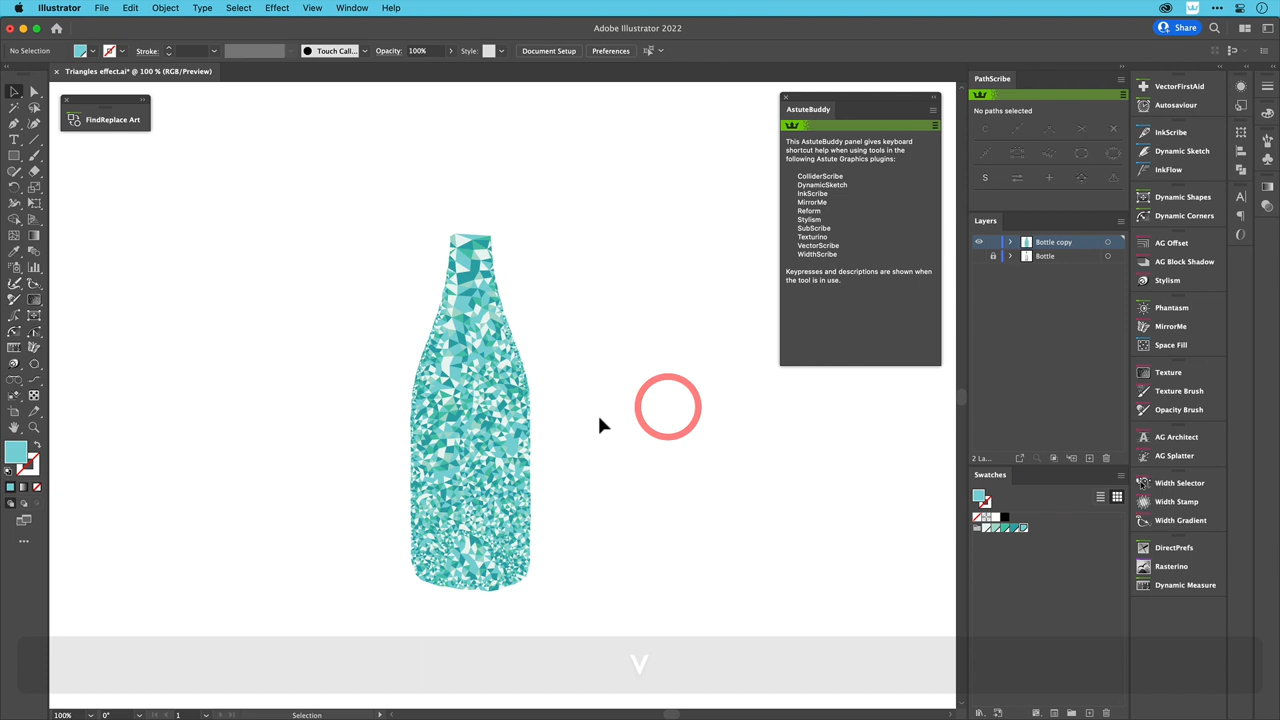 Illustrator File Edit Object Type Select Effect View Window Help
Adobe Illustrator 2022
Share
No Selection Stroke: Touch Call... Opacity: 100% Style: Document Setup Preferences
Triangles effect.ai* @ 100 % (RGB/Preview)
FindReplace Art
AstuteBuddy
This AstuteBuddy panel gives keyboard
shortcut help when using tools in the
following Astute Graphics plugins:
ColliderScribe
DynamicSketch
InkScribe
MirrorMe
Reform
Stylism
SubScribe
Texturino
VectorScribe
WidthScribe
Keypresses and descriptions are shown when
the tool is in use.
PathScribe
No paths selected
Layers
Bottle copy
Bottle
2 La...
Swatches
VectorFirstAid
Autosaviour
InkScribe
Dynamic Sketch
InkFlow
Dynamic Shapes
Dynamic Corners
AG Offset
AG Block Shadow
Stylism
Phantasm
MirrorMe
Space Fill
Texture
Texture Brush
Opacity Brush
AG Architect
AG Splatter
Width Selector
Width Stamp
Width Gradient
DirectPrefs
Rasterino
Dynamic Measure
V
100% 0° 1 Selection